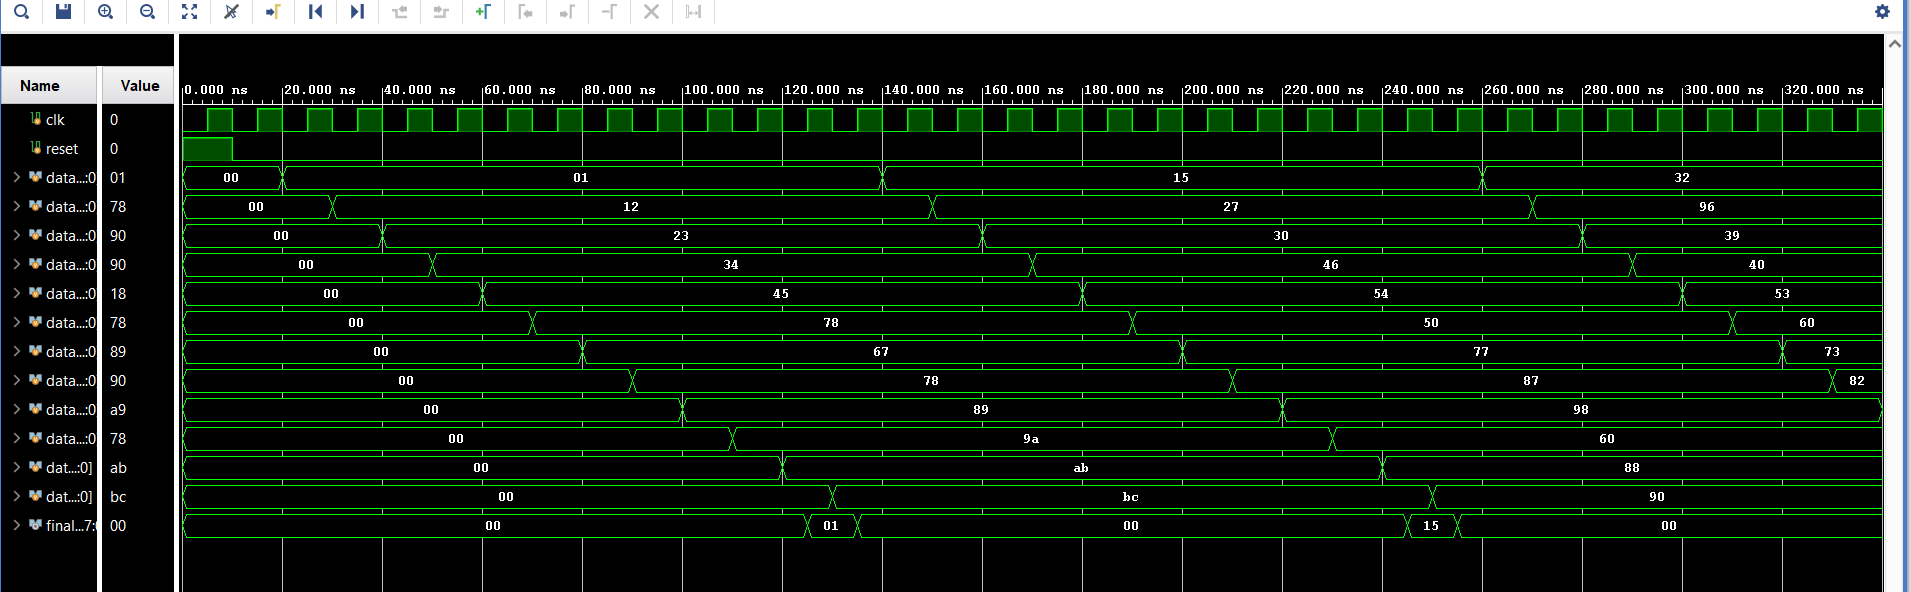 Name Value
0.000 ns 20.000 ns 40.000 ns 60.000 ns 80.000 ns 100.000 ns 120.000 ns 140.000 ns 160.000 ns 180.000 ns 200.000 ns 220.000 ns 240.000 ns 260.000 ns 280.000 ns 300.000 ns 320.000 ns
clk 0
reset 0
data...:0 01 00 01 15 32
data...:0 78 00 12 27 96
data...:0 90 00 23 30 39
data...:0 90 00 34 46 40
data...:0 18 00 45 54 53
data...:0 78 00 78 50 60
data...:0 89 00 67 77 73
data...:0 90 00 78 87 82
data...:0 a9 00 89 98
data...:0 78 00 9a 60
dat...:0] ab 00 ab 88
dat...:0] bc 00 bc 90
final...7:0 00 00 01 00 15 00